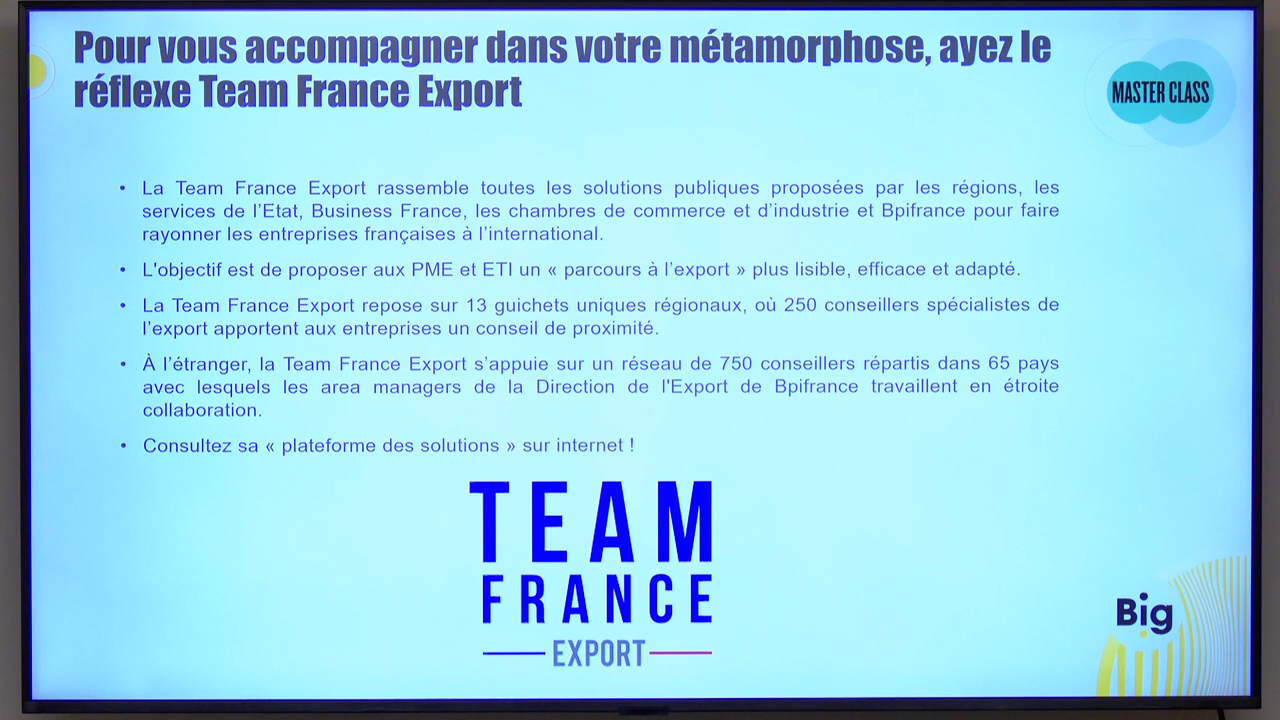 Pour vous accompagner dans votre métamorphose, ayez le
réflexe Team France Export
MASTER CLASS
• La Team France Export rassemble toutes les solutions publiques proposées par les régions, les
services de l’Etat, Business France, les chambres de commerce et d’industrie et Bpifrance pour faire
rayonner les entreprises françaises à l’international.
• L'objectif est de proposer aux PME et ETI un « parcours à l’export » plus lisible, efficace et adapté.
• La Team France Export repose sur 13 guichets uniques régionaux, où 250 conseillers spécialistes de
l’export apportent aux entreprises un conseil de proximité.
• À l’étranger, la Team France Export s’appuie sur un réseau de 750 conseillers répartis dans 65 pays
avec lesquels les area managers de la Direction de l'Export de Bpifrance travaillent en étroite
collaboration.
• Consultez sa « plateforme des solutions » sur internet !
TEAM
FRANCE
EXPORT
Big